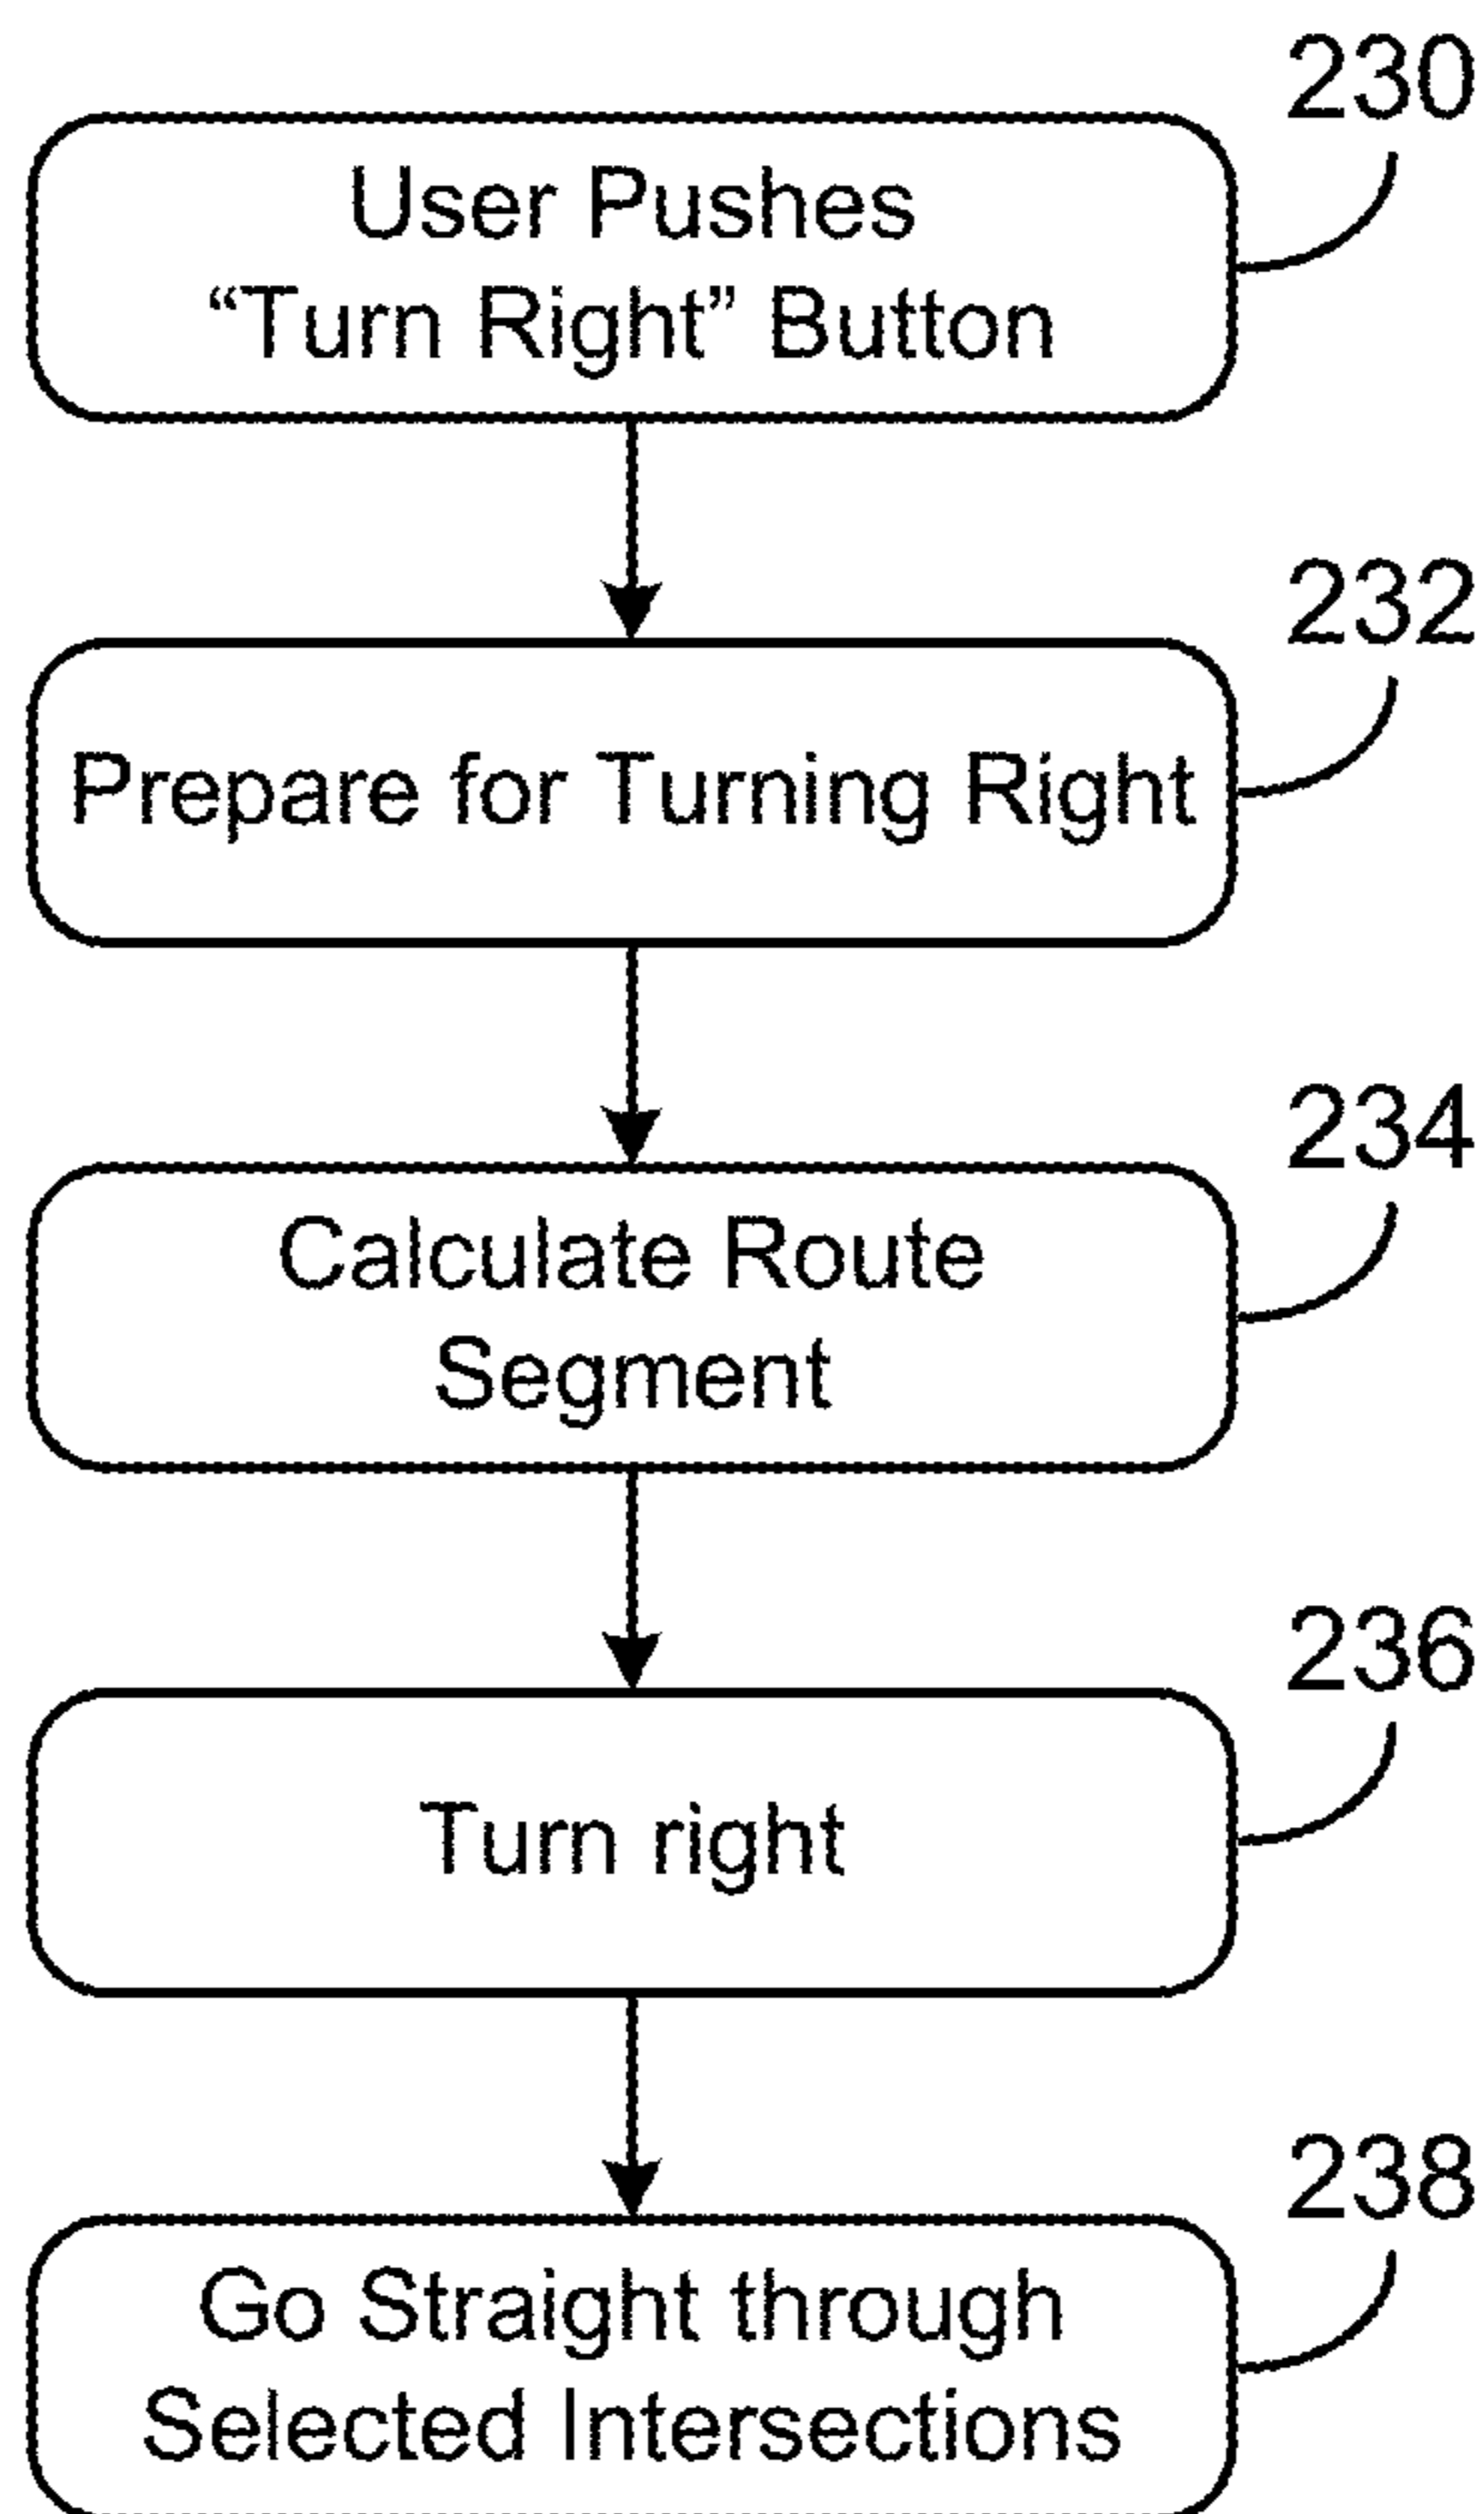 230
User Pushes
“Turn Right” Button
232
Prepare for Turning Right
234
Calculate Route
Segment
236
Turn right
238
Go Straight through
Selected Intersections